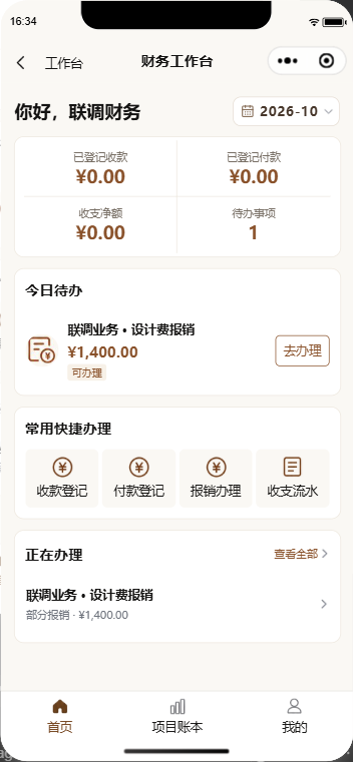 16:34
工作台 财务工作台
你好，联调财务 2026-10
已登记收款 已登记付款
¥0.00 ¥0.00
收支净额 待办事项
¥0.00 1
今日待办
联调业务 • 设计费报销
¥1,400.00 去办理
可办理
常用快捷办理
收款登记 付款登记 报销办理 收支流水
正在办理 查看全部
联调业务 • 设计费报销
部分报销 · ¥1,400.00
首页 项目账本 我的